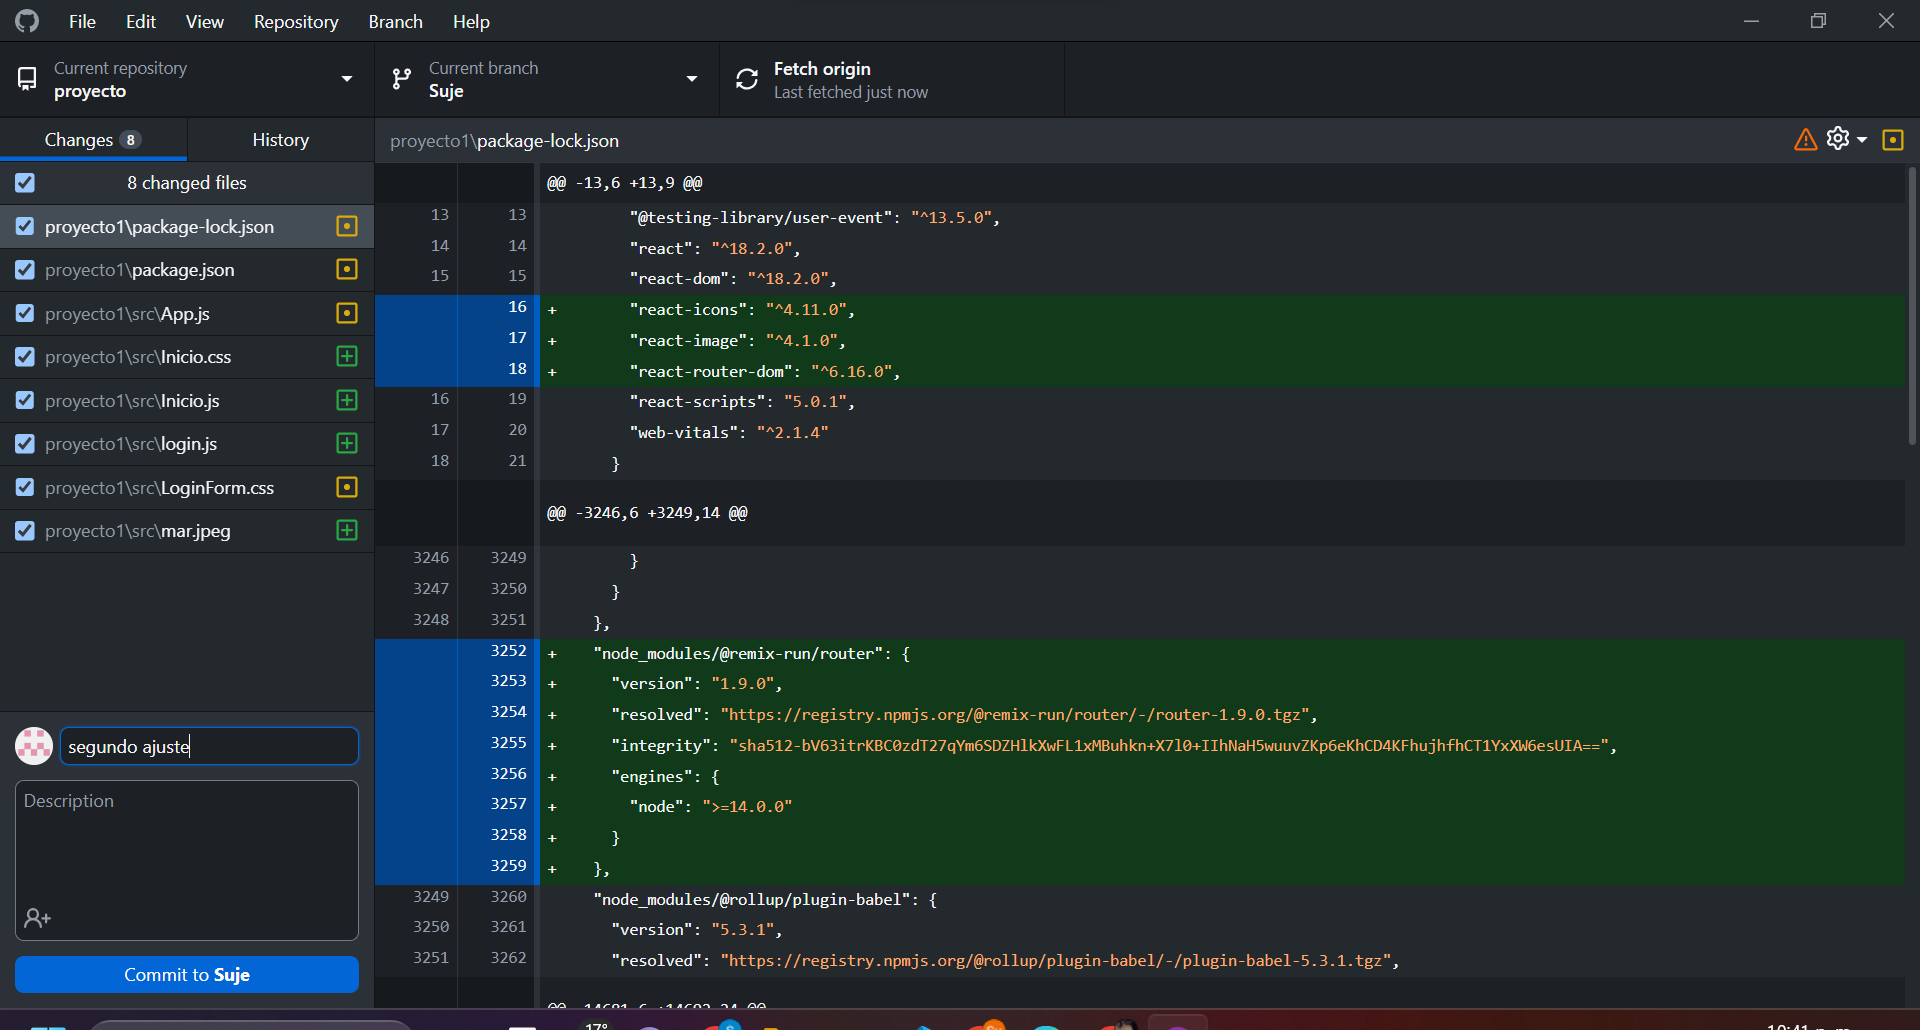 File Edit View Repository Branch Help
Current repository
proyecto
Current branch
Suje
Fetch origin
Last fetched just now
Changes 8
History
8 changed files
proyecto1\package-lock.json
proyecto1\package.json
proyecto1\src\App.js
proyecto1\src\Inicio.css
proyecto1\src\Inicio.js
proyecto1\src\login.js
proyecto1\src\LoginForm.css
proyecto1\src\mar.jpeg
segundo ajuste
Description
Commit to Suje
proyecto1\package-lock.json
@@ -13,6 +13,9 @@
13 13 "@testing-library/user-event": "^13.5.0",
14 14 "react": "^18.2.0",
15 15 "react-dom": "^18.2.0",
16 + "react-icons": "^4.11.0",
17 + "react-image": "^4.1.0",
18 + "react-router-dom": "^6.16.0",
16 19 "react-scripts": "5.0.1",
17 20 "web-vitals": "^2.1.4"
18 21 }
@@ -3246,6 +3249,14 @@
3246 3249 }
3247 3250 }
3248 3251 },
3252 + "node_modules/@remix-run/router": {
3253 + "version": "1.9.0",
3254 + "resolved": "https://registry.npmjs.org/@remix-run/router/-/router-1.9.0.tgz",
3255 + "integrity": "sha512-bV63itrKBC0zdT27qYm6SDZHlkXwFL1xMBuhkn+X7l0+IIhNaH5wuuvZKp6eKhCD4KFhujhfhCT1YxXW6esUIA==",
3256 + "engines": {
3257 + "node": ">=14.0.0"
3258 + }
3259 + },
3249 3260 "node_modules/@rollup/plugin-babel": {
3250 3261 "version": "5.3.1",
3251 3262 "resolved": "https://registry.npmjs.org/@rollup/plugin-babel/-/plugin-babel-5.3.1.tgz",
@@ -14681,6 +14692,24 @@
17°
10:41 p. m.